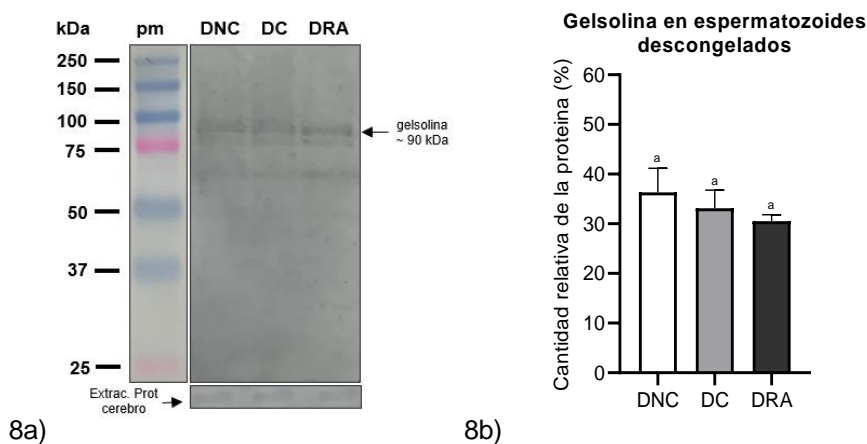 kDa pm DNC DC DRA
250
150
100
75
50
37
25
gelsolina
~ 90 kDa
Extrac. Prot
cerebro
8a)
Gelsolina en espermatozoides
descongelados
Cantidad relativa de la proteina (%)
60
50
40
30
20
10
0
a a a
DNC DC DRA
8b)